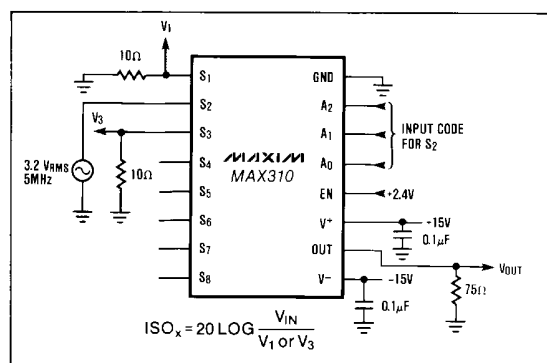 V₁
10Ω
S₁
GND
S₂
A₂
V₃
S₃
A₁
INPUT CODE
FOR S₂
S₄
MAXIM
MAX310
A₀
3.2 VRMS
5MHz
10Ω
S₅
EN
+2.4V
S₆
V⁺
-15V
0.1µF
S₇
OUT
VOUT
S₈
V⁻
-15V
0.1µF
75Ω
ISOₓ = 20 LOG VIN
V₁ or V₃